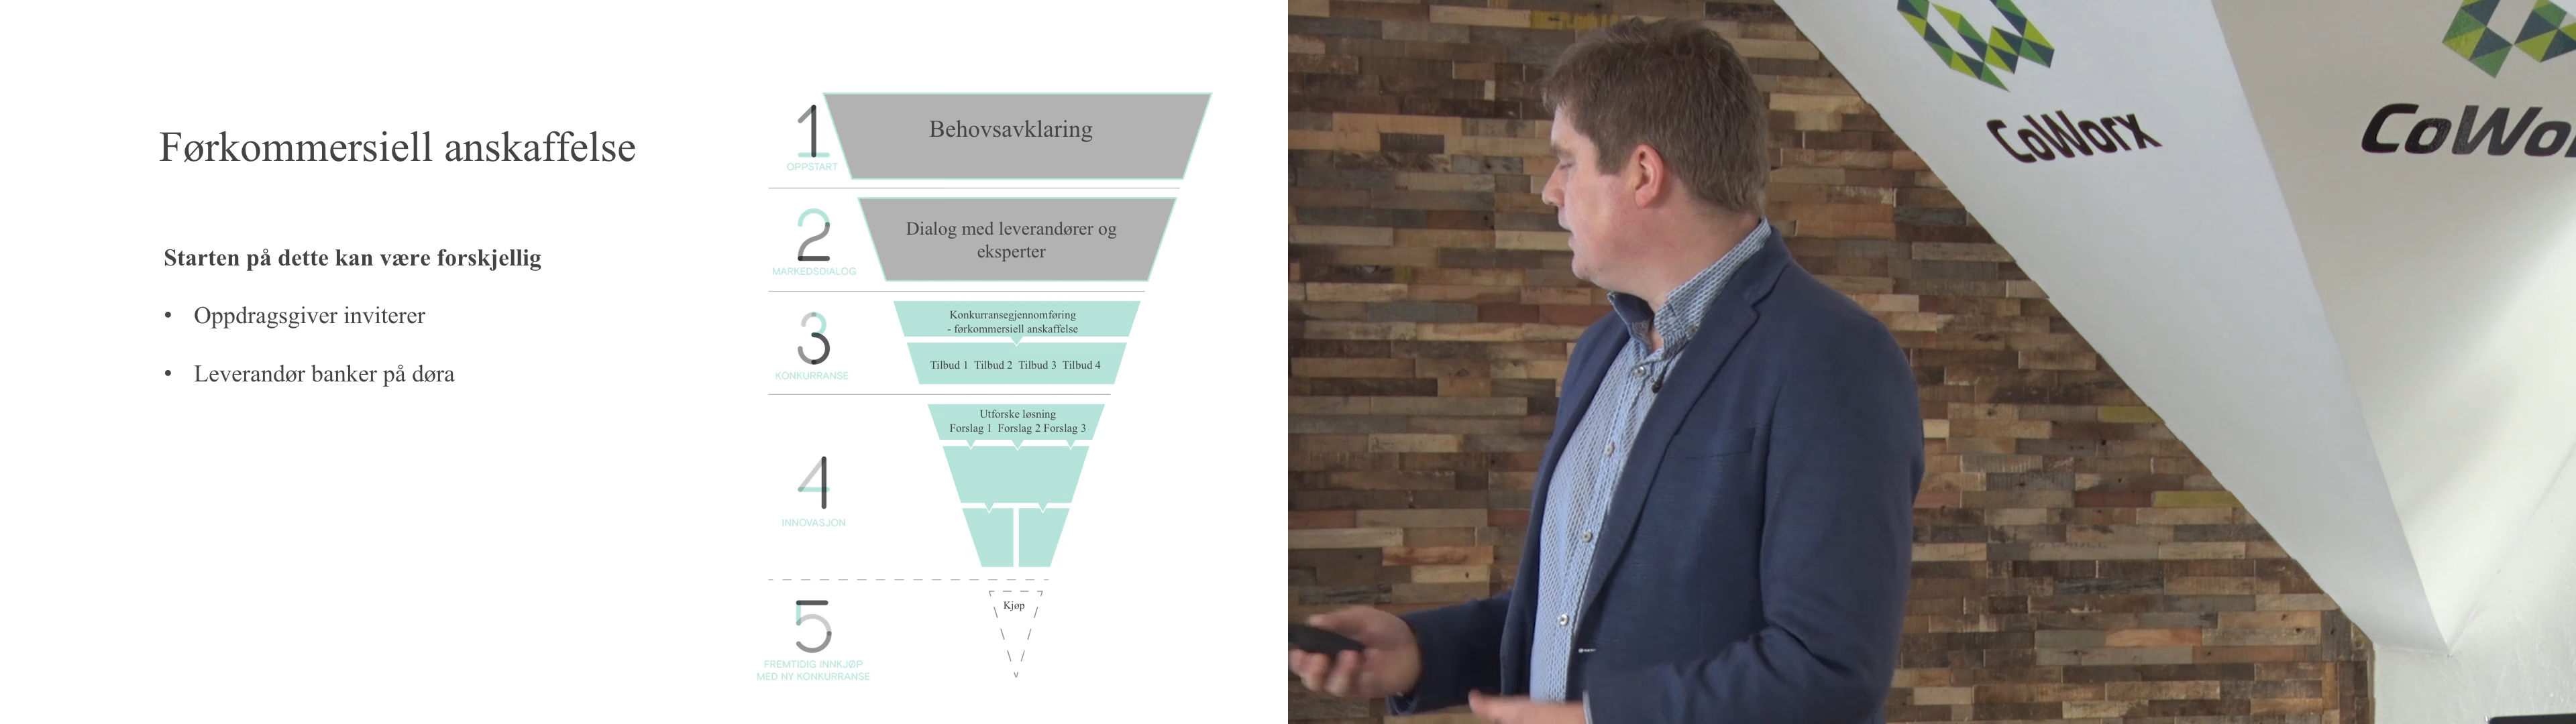 Førkommersiell anskaffelse
Starten på dette kan være forskjellig
• Oppdragsgiver inviterer
• Leverandør banker på døra
1
OPPSTART
Behovsavklaring
2
MARKEDSDIALOG
Dialog med leverandører og
eksperter
3
KONKURRANSE
Konkurransegjennomføring
- førkommersiell anskaffelse
Tilbud 1 Tilbud 2 Tilbud 3 Tilbud 4
4
INNOVASJON
Utforske løsning
Forslag 1 Forslag 2 Forslag 3
5
FREMTIDIG INNKJØP
MED NY KONKURRANSE
Kjøp
v
CoWorx
CoWo